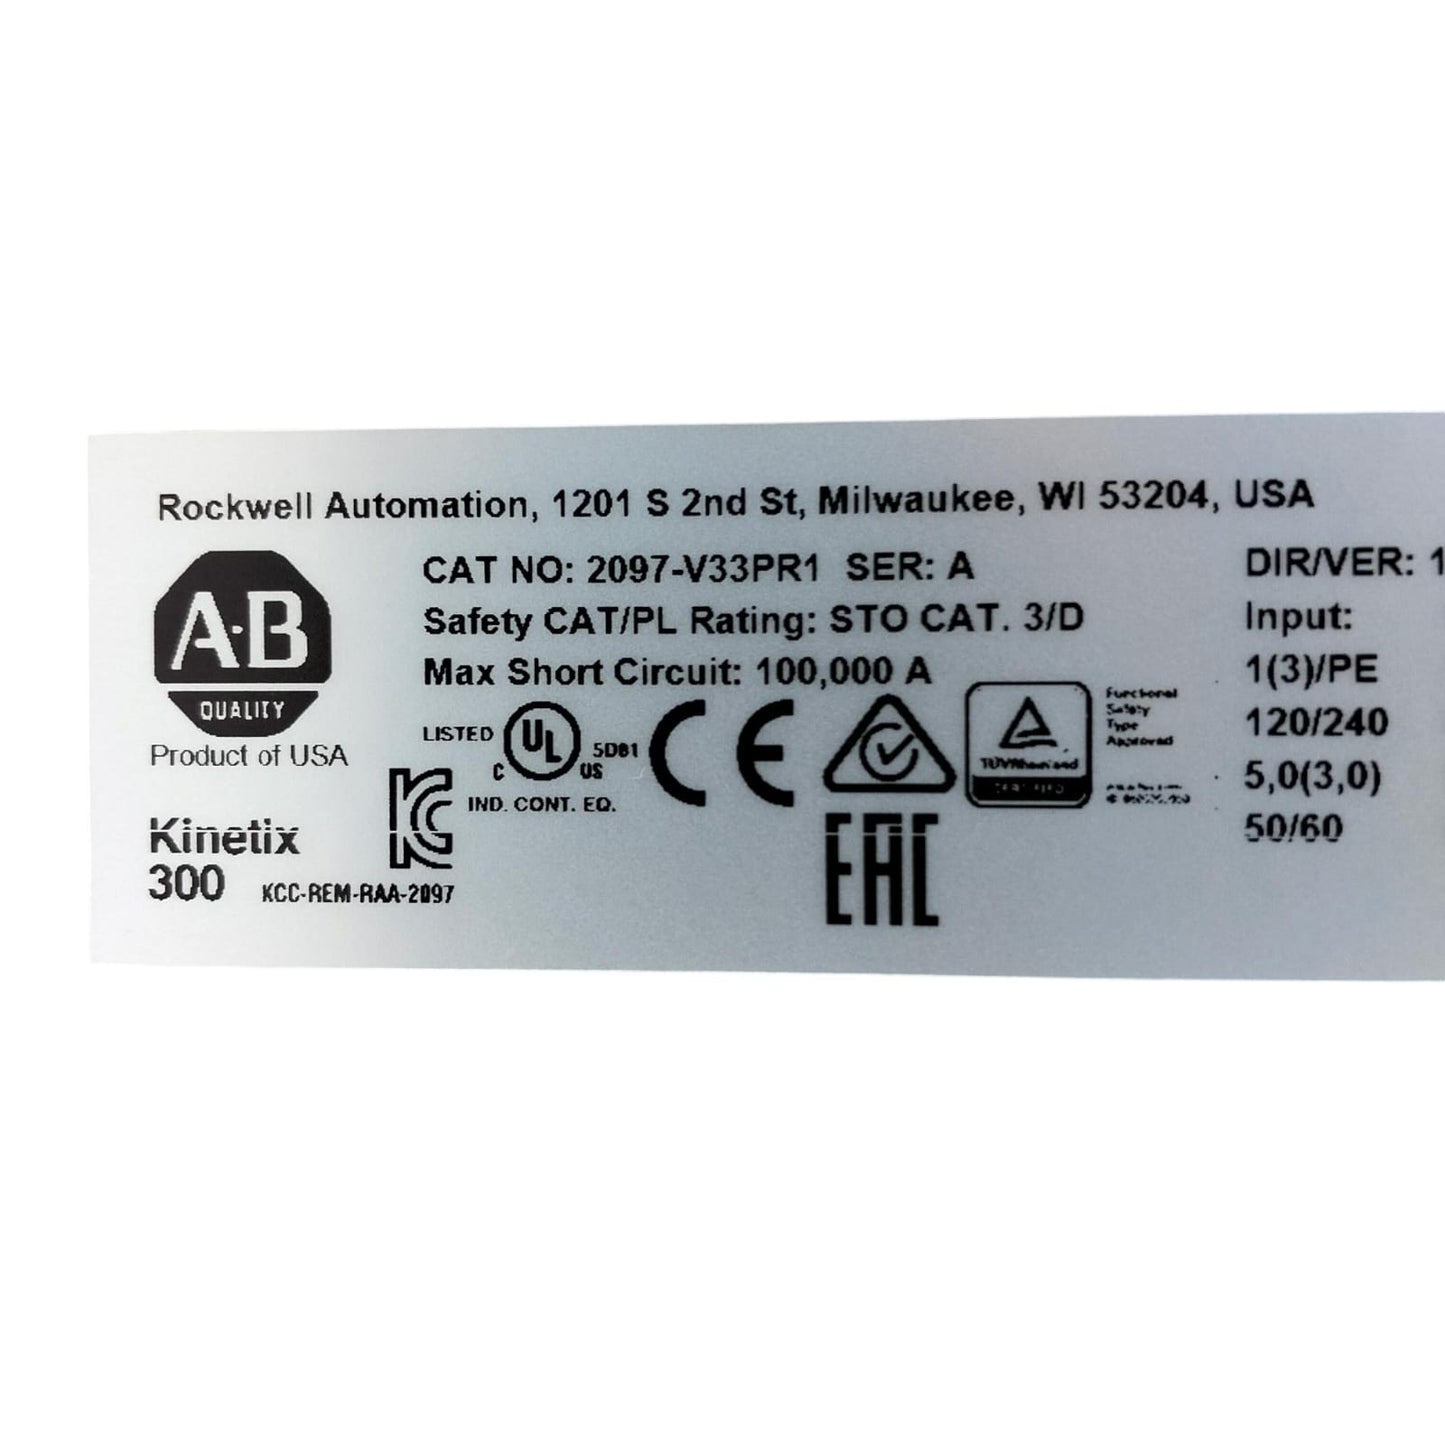 Rockwell Automation, 1201 S 2nd St, Milwaukee, WI 53204, USA
A·B
QUALITY
Product of USA
Kinetix
300
KCC-REM-RAA-2097
CAT NO: 2097-V33PR1 SER: A
Safety CAT/PL Rating: STO CAT. 3/D
Max Short Circuit: 100,000 A
LISTED
C UL US
5D81
IND. CONT. EQ.
CE
EAC
TÜVRheinland
CERTIFIED
Functional
Safety
Type
Approved
DIR/VER: 1
Input:
1(3)/PE
120/240
5,0(3,0)
50/60